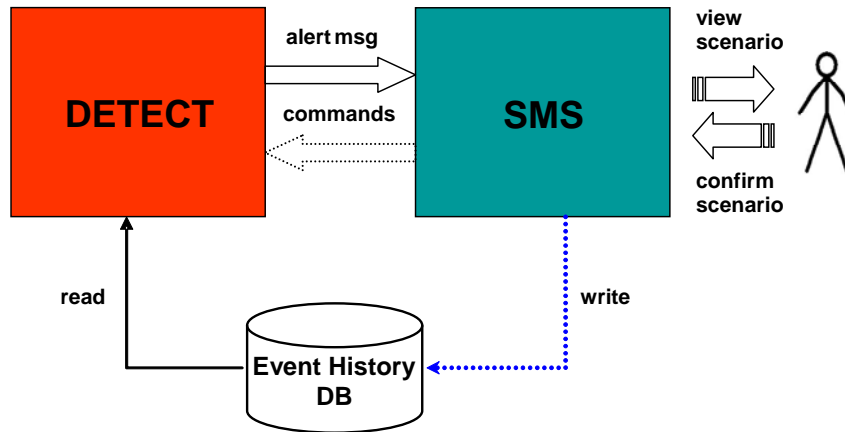 alert msg
view
scenario
DETECT
commands
SMS
confirm
scenario
read
write
Event History
DB